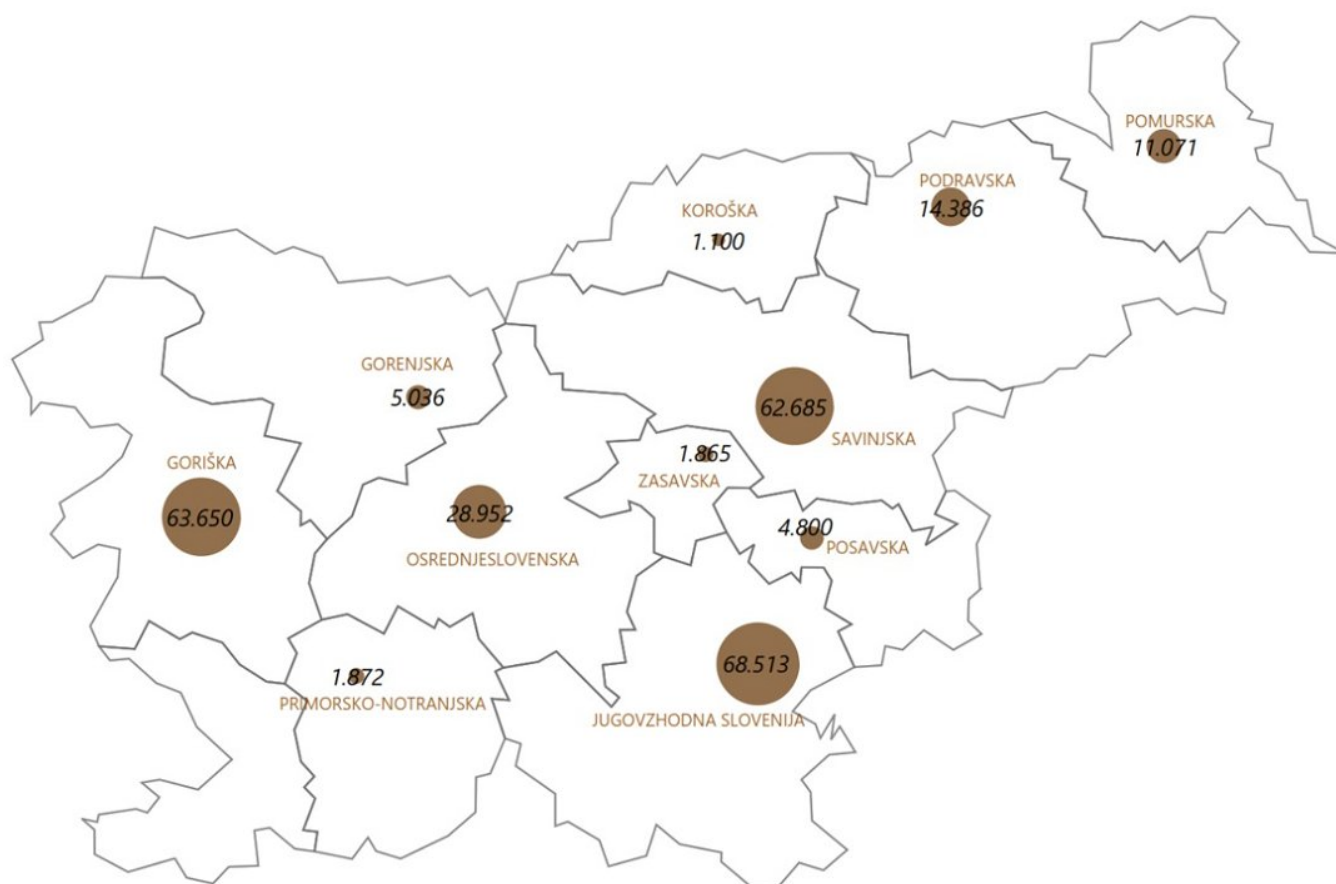 POMURSKA
11.071
PODRAVSKA
14.386
KOROŠKA
1.100
GORENJSKA
5.036
62.685
SAVINJSKA
1.865
ZASAVSKA
GORIŠKA
63.650
28.952
OSREDNJESLOVENSKA
4.800
POSAVSKA
1.872
PRIMORSKO-NOTRANJSKA
68.513
JUGOVZHODNA SLOVENIJA